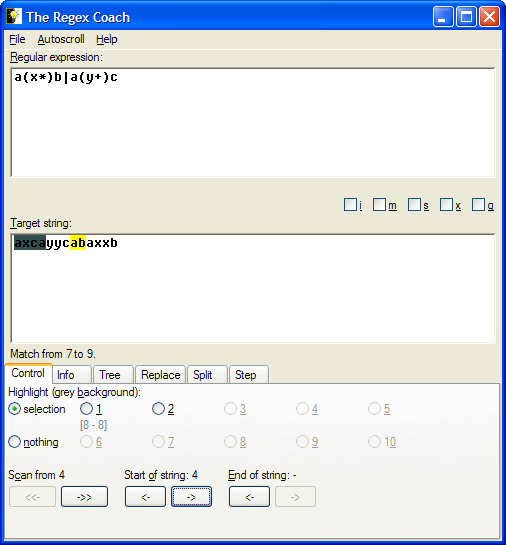 The Regex Coach
File Autoscroll Help
Regular expression:
a(x*)b|a(y+)c
i m s x g
Target string:
axcayycabaxxb
Match from 7 to 9.
Control Info Tree Replace Split Step
Highlight (grey background):
selection 1 2 3 4 5
[8 - 8]
nothing 6 7 8 9 10
Scan from 4 Start of string: 4 End of string: -
<<- ->> <- -> <- ->